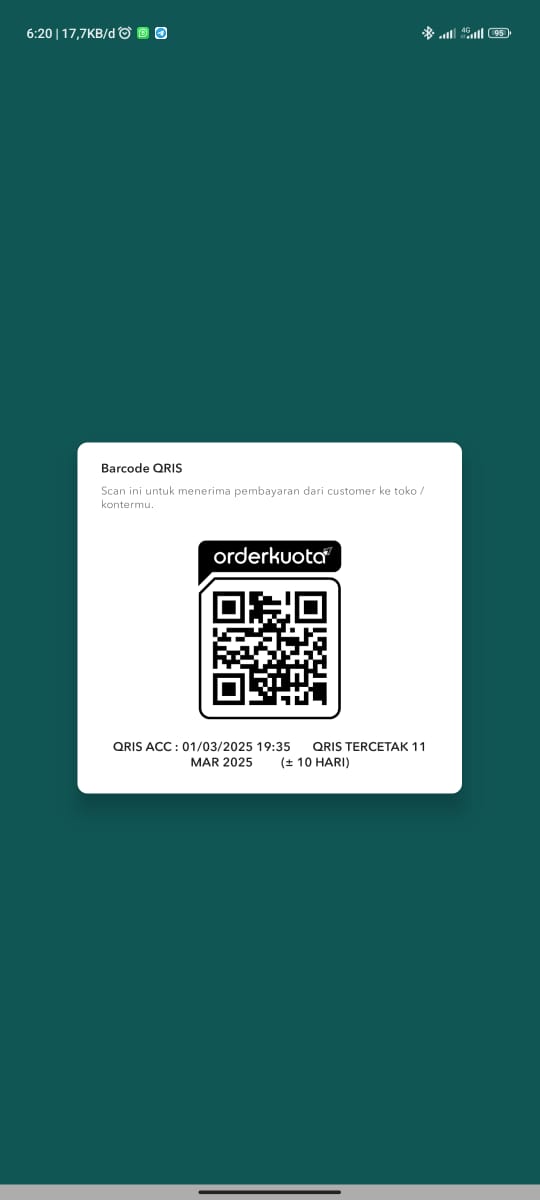 6:20 | 17,7KB/d
4G
95
Barcode QRIS
Scan ini untuk menerima pembayaran dari customer ke toko /
kontermu.
orderkuota
QRIS ACC : 01/03/2025 19:35 QRIS TERCETAK 11
MAR 2025 (± 10 HARI)